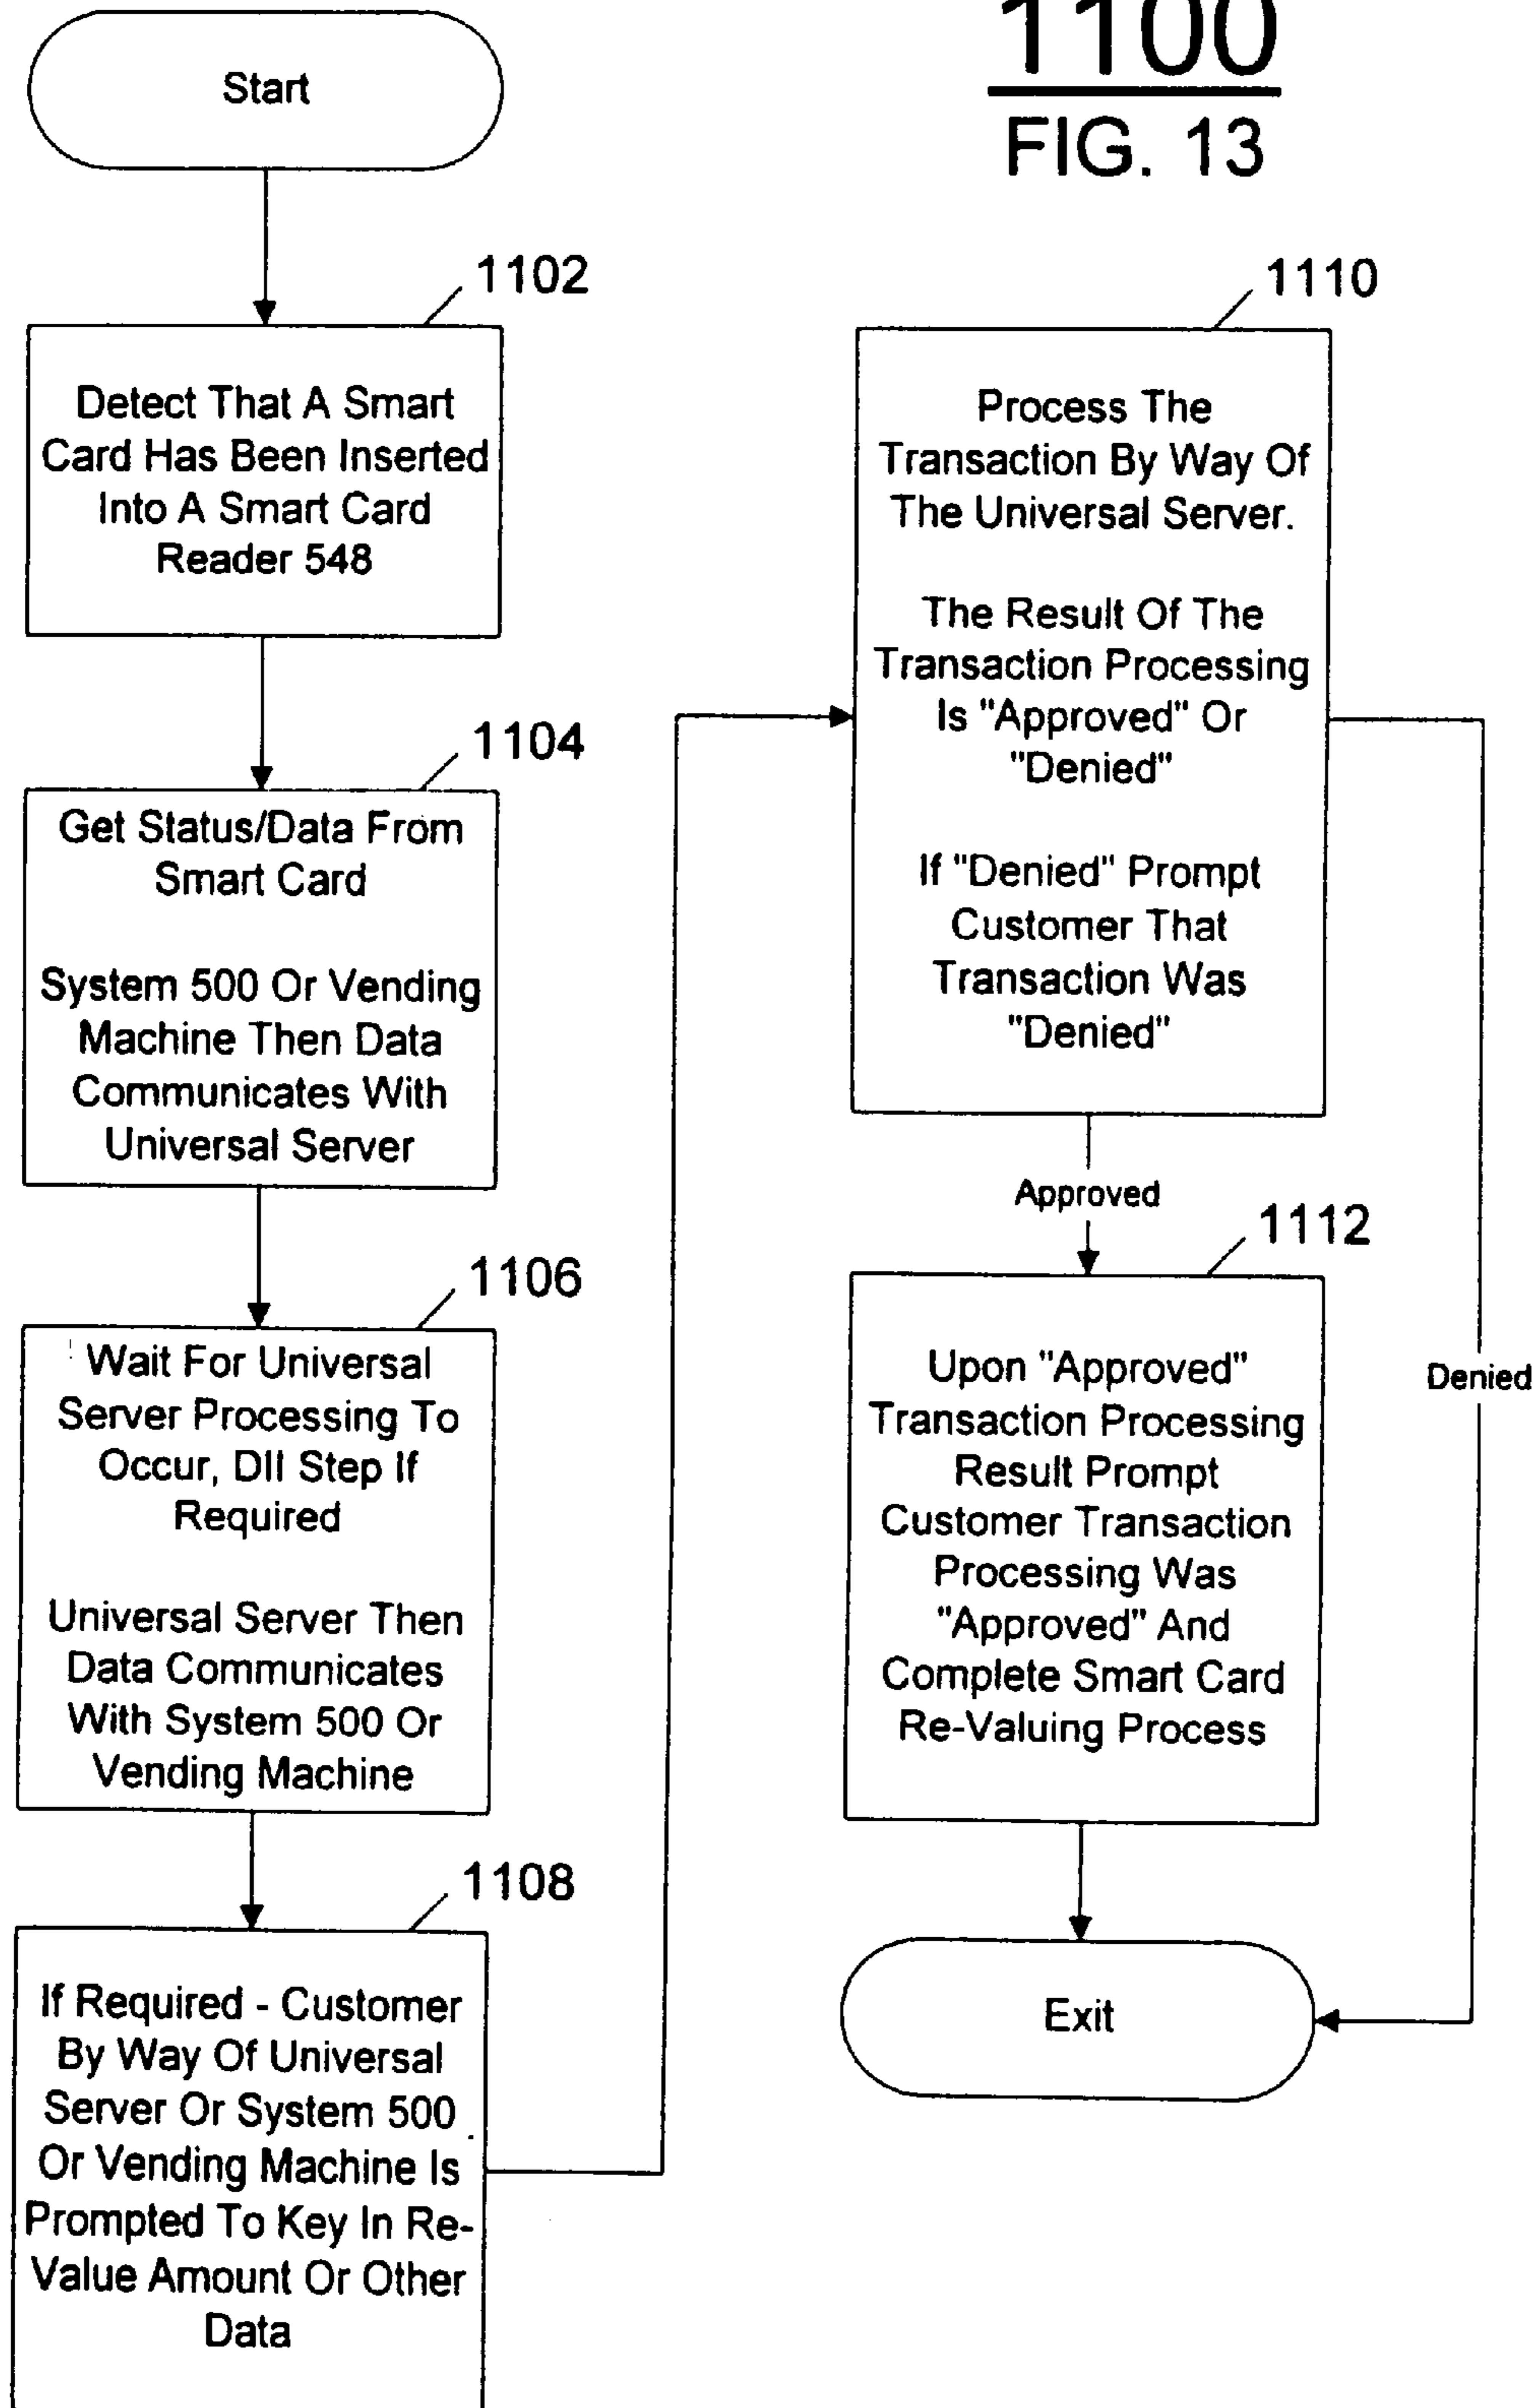 1100
FIG. 13
Start
1102
Detect That A Smart
Card Has Been Inserted
Into A Smart Card
Reader 548
1104
Get Status/Data From
Smart Card
System 500 Or Vending
Machine Then Data
Communicates With
Universal Server
1106
Wait For Universal
Server Processing To
Occur, DII Step If
Required
Universal Server Then
Data Communicates
With System 500 Or
Vending Machine
1108
If Required - Customer
By Way Of Universal
Server Or System 500
Or Vending Machine Is
Prompted To Key In Re-
Value Amount Or Other
Data
1110
Process The
Transaction By Way Of
The Universal Server.
The Result Of The
Transaction Processing
Is "Approved" Or
"Denied"
If "Denied" Prompt
Customer That
Transaction Was
"Denied"
Approved
Denied
1112
Upon "Approved"
Transaction Processing
Result Prompt
Customer Transaction
Processing Was
"Approved" And
Complete Smart Card
Re-Valuing Process
Exit